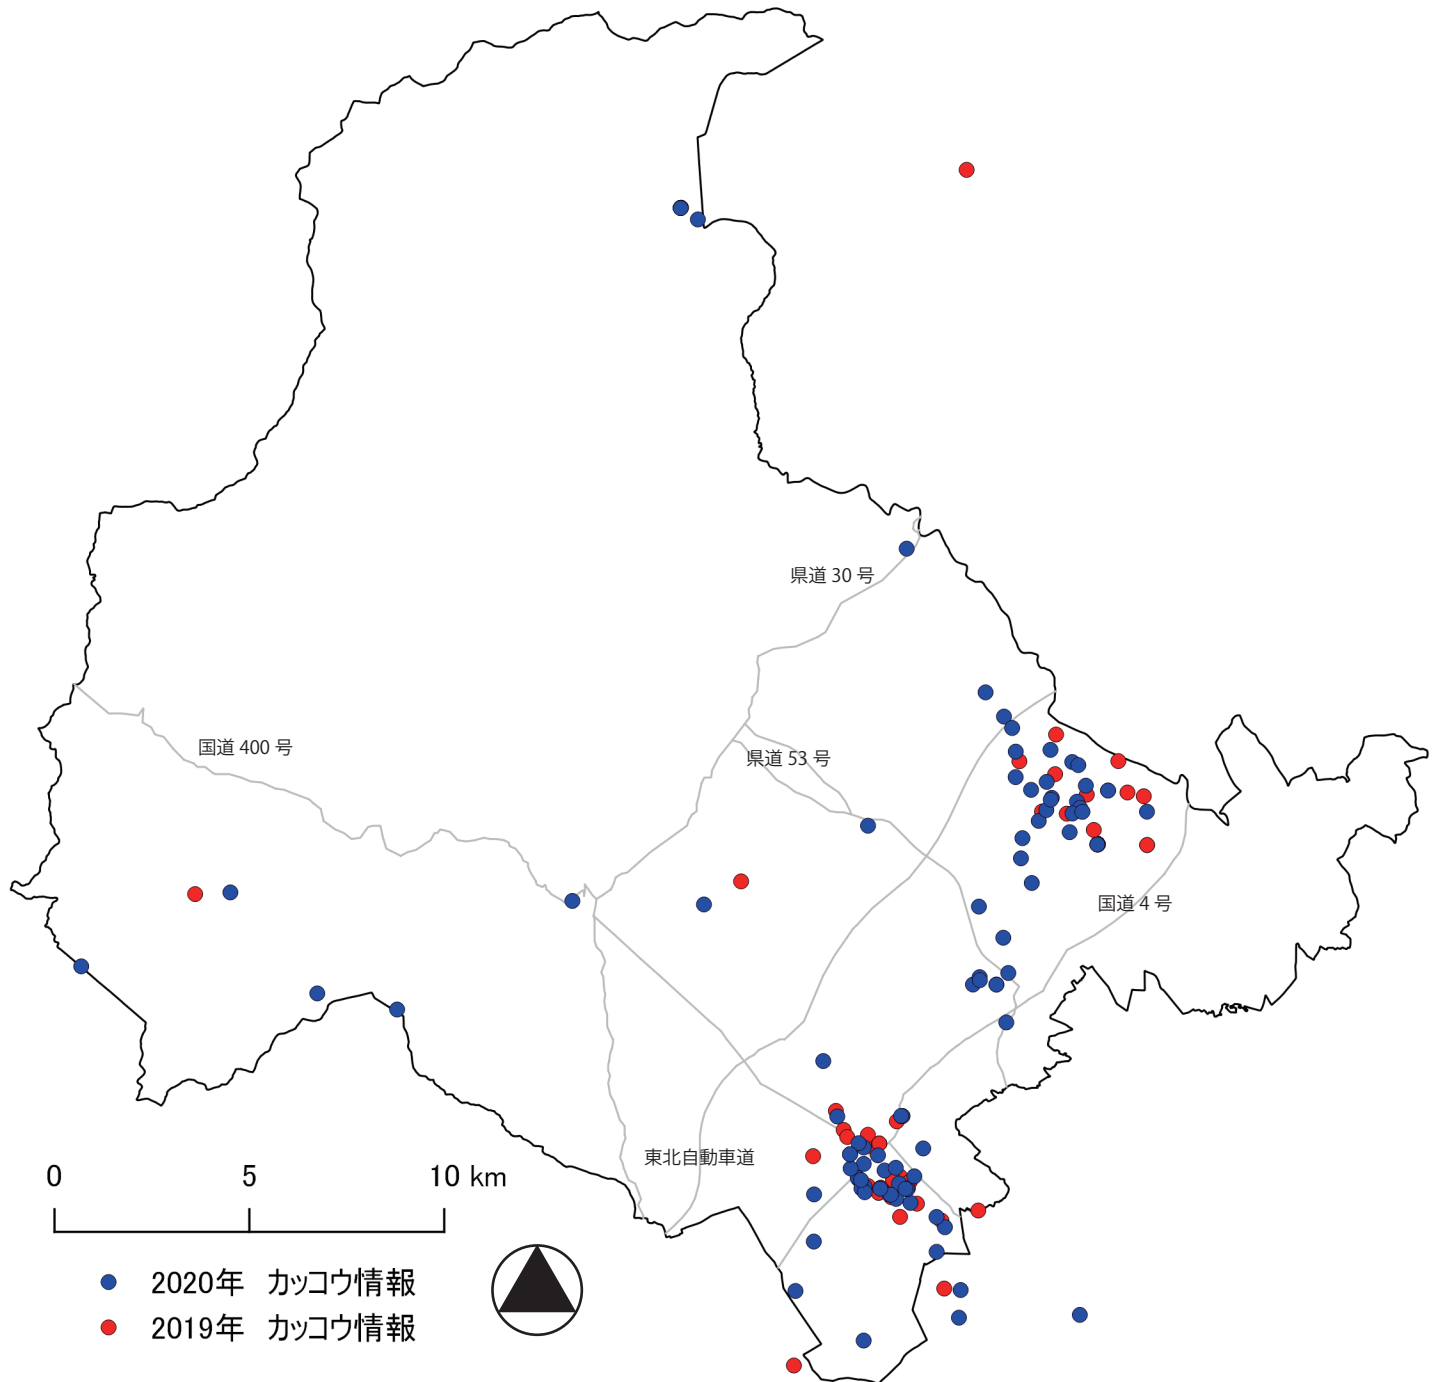 県道 30 号
国道 400 号
県道 53 号
国道 4 号
東北自動車道
0 5 10 km
2020年 カッコウ情報
2019年 カッコウ情報